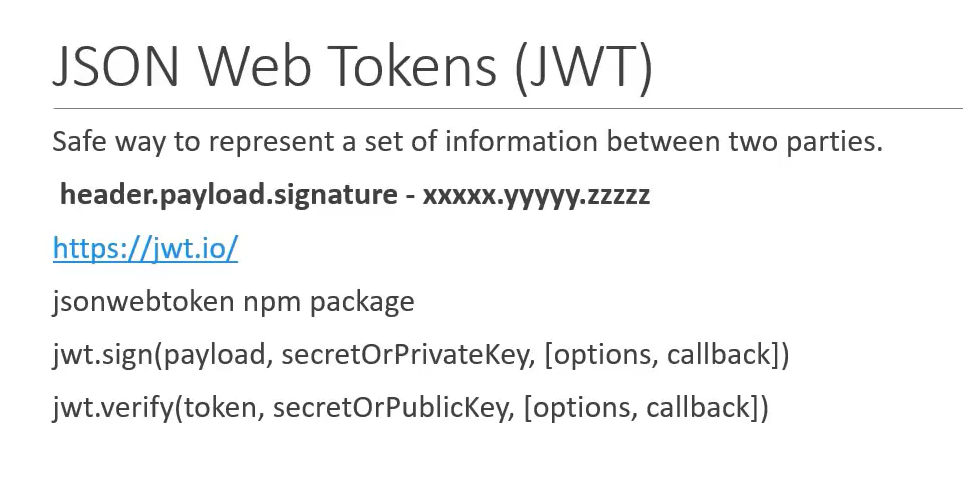 JSON Web Tokens (JWT)
Safe way to represent a set of information between two parties.
header.payload.signature - xxxxx.yyyyy.zzzzz
https://jwt.io/
jsonwebtoken npm package
jwt.sign(payload, secretOrPrivateKey, [options, callback])
jwt.verify(token, secretOrPublicKey, [options, callback])